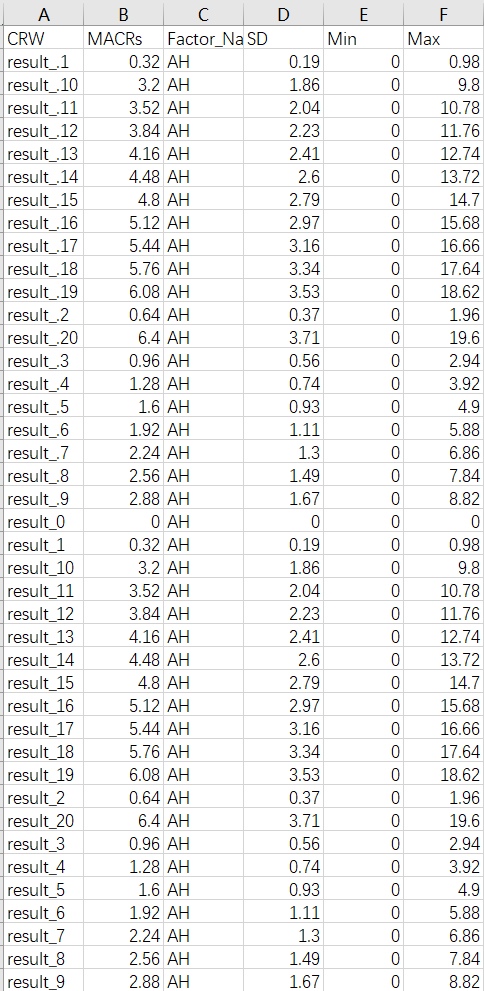 A B C D E F
CRW MACRs Factor_Na SD Min Max
result_.1 0.32 AH 0.19 0 0.98
result_.10 3.2 AH 1.86 0 9.8
result_.11 3.52 AH 2.04 0 10.78
result_.12 3.84 AH 2.23 0 11.76
result_.13 4.16 AH 2.41 0 12.74
result_.14 4.48 AH 2.6 0 13.72
result_.15 4.8 AH 2.79 0 14.7
result_.16 5.12 AH 2.97 0 15.68
result_.17 5.44 AH 3.16 0 16.66
result_.18 5.76 AH 3.34 0 17.64
result_.19 6.08 AH 3.53 0 18.62
result_.2 0.64 AH 0.37 0 1.96
result_.20 6.4 AH 3.71 0 19.6
result_.3 0.96 AH 0.56 0 2.94
result_.4 1.28 AH 0.74 0 3.92
result_.5 1.6 AH 0.93 0 4.9
result_.6 1.92 AH 1.11 0 5.88
result_.7 2.24 AH 1.3 0 6.86
result_.8 2.56 AH 1.49 0 7.84
result_.9 2.88 AH 1.67 0 8.82
result_0 0 AH 0 0 0
result_1 0.32 AH 0.19 0 0.98
result_10 3.2 AH 1.86 0 9.8
result_11 3.52 AH 2.04 0 10.78
result_12 3.84 AH 2.23 0 11.76
result_13 4.16 AH 2.41 0 12.74
result_14 4.48 AH 2.6 0 13.72
result_15 4.8 AH 2.79 0 14.7
result_16 5.12 AH 2.97 0 15.68
result_17 5.44 AH 3.16 0 16.66
result_18 5.76 AH 3.34 0 17.64
result_19 6.08 AH 3.53 0 18.62
result_2 0.64 AH 0.37 0 1.96
result_20 6.4 AH 3.71 0 19.6
result_3 0.96 AH 0.56 0 2.94
result_4 1.28 AH 0.74 0 3.92
result_5 1.6 AH 0.93 0 4.9
result_6 1.92 AH 1.11 0 5.88
result_7 2.24 AH 1.3 0 6.86
result_8 2.56 AH 1.49 0 7.84
result_9 2.88 AH 1.67 0 8.82